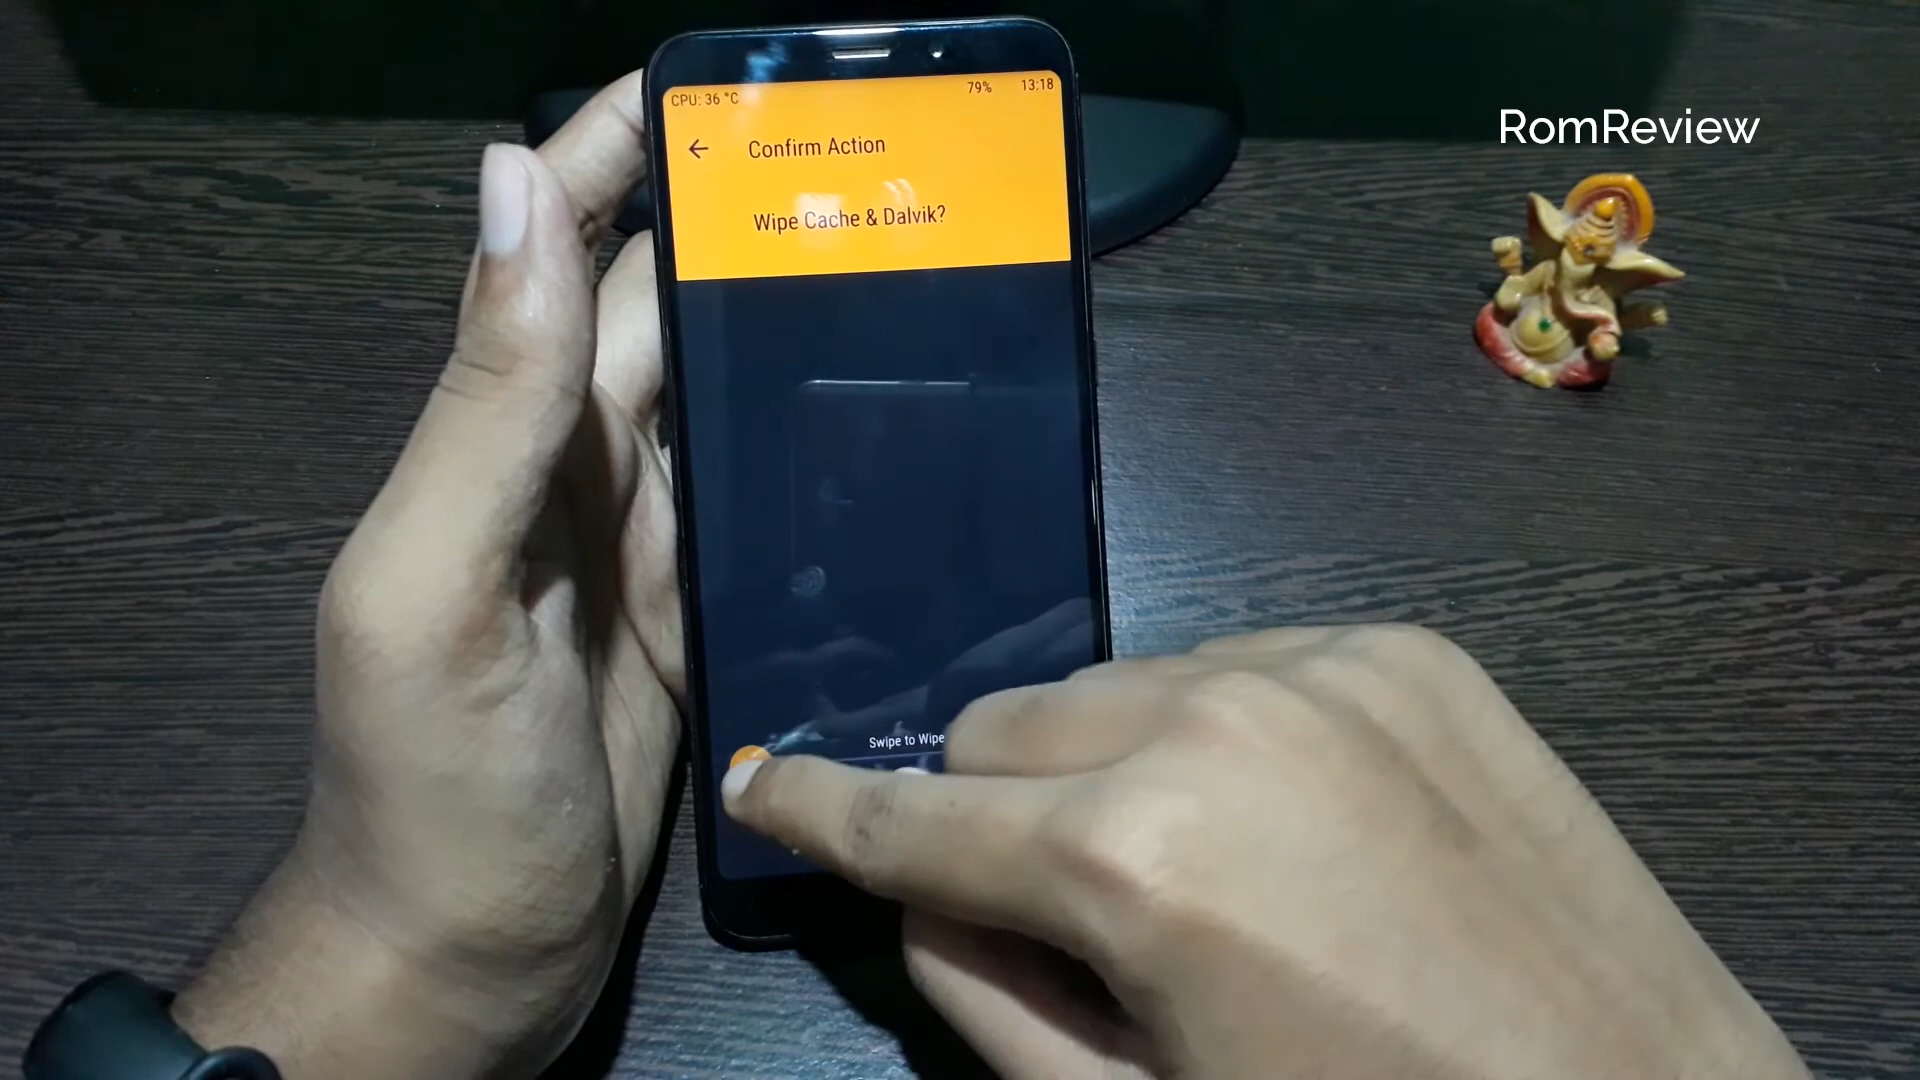 CPU: 36 °C 79% 13:18
Confirm Action
Wipe Cache & Dalvik?
Swipe to Wipe
RomReview